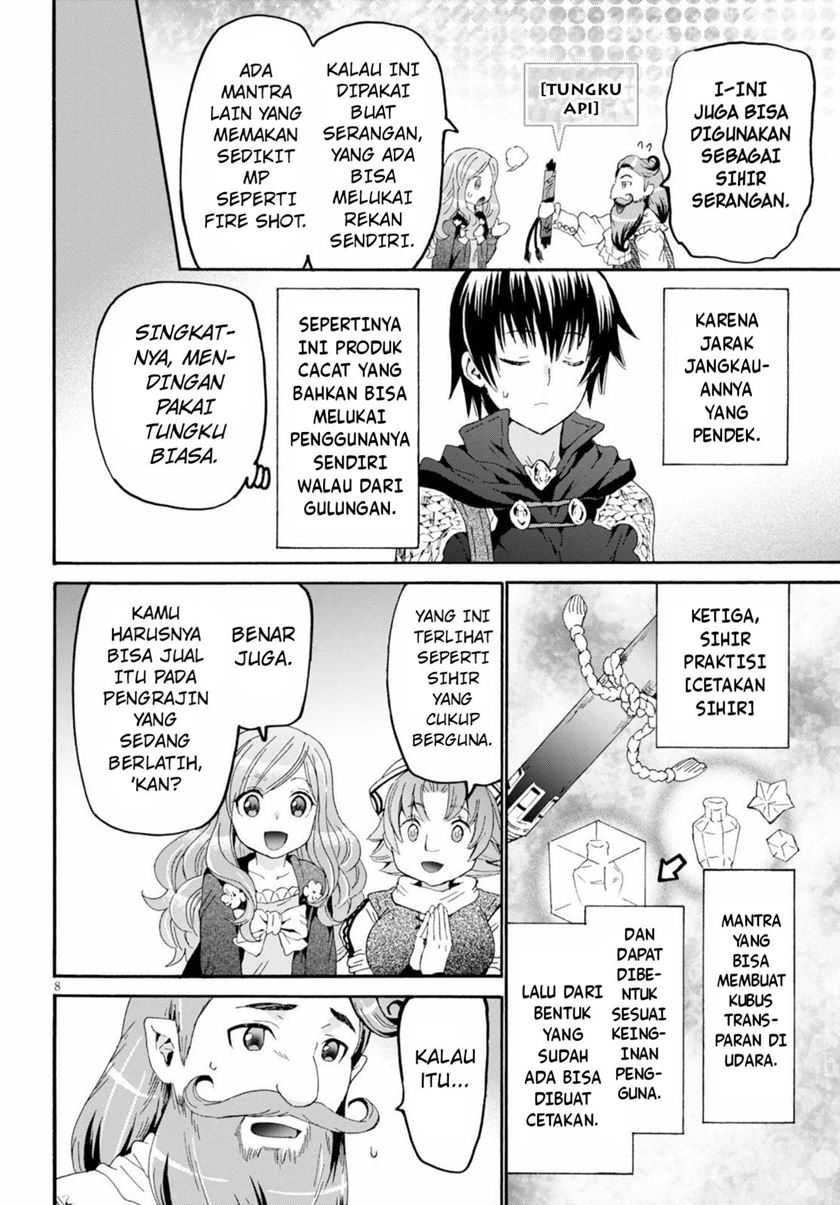 I-INI
JUGA BISA
DIGUNAKAN
SEBAGAI
SIHIR
SERANGAN.
[TUNGKU
API]
KALAU INI
DIPAKAI
BUAT
SERANGAN,
YANG ADA
BISA
MELUKAI
REKAN
SENDIRI.
ADA
MANTRA
LAIN YANG
MEMAKAN
SEDIKIT
MP
SEPERTI
FIRE SHOT.
KARENA
JARAK
JANGKAU-
ANNYA
YANG
PENDEK.
SEPERTINYA
INI PRODUK
CACAT YANG
BAHKAN BISA
MELUKAI
PENGGUNANYA
SENDIRI
WALAU DARI
GULUNGAN.
SINGKAT-
NYA, MEN-
DINGAN
PAKAI
TUNGKU
BIASA.
KETIGA,
SIHIR
PRAKTISI
[CETAKAN
SIHIR]
MANTRA
YANG
BISA
MEMBUAT
KUBUS
TRANS-
PARAN DI
UDARA.
DAN
DAPAT
DIBE-
NTUK
SESUAI
KEING-
INAN
PENG-
GUNA.
LALU DARI
BENTUK
YANG
SUDAH
ADA BISA
DIBUAT
CETAKAN.
YANG INI
TERLIHAT
SEPERTI
SIHIR
YANG
CUKUP
BERGUNA.
BENAR
JUGA.
KAMU
HARUSNYA
BISA JUAL
ITU PADA
PENGRAJIN
YANG
SEDANG
BERLATIH,
'KAN?
8
KALAU
ITU...